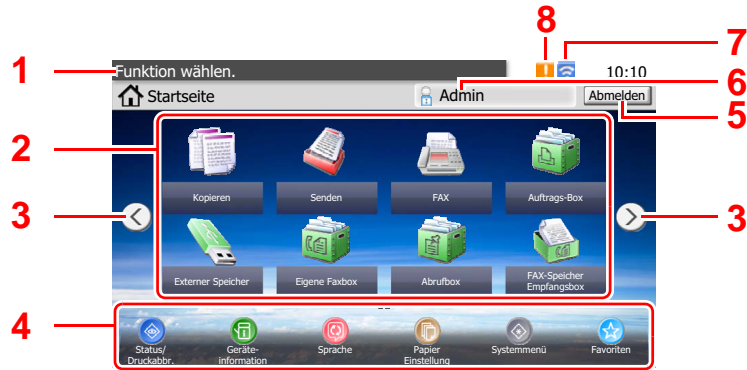 8
7
1
Funktion wählen.
10:10
6
Startseite
Admin
Abmelden
5
2
Kopieren
Senden
FAX
Auftrags-Box
3
3
Externer Speicher
Eigene Faxbox
Abrufbox
FAX-Speicher
Empfangsbox
4
Status/
Druckabbr.
Geräte-
information
Sprache
Papier
Einstellung
Systemmenü
Favoriten